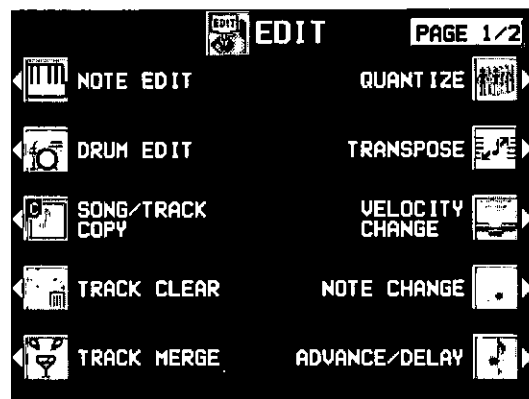 EDIT
EDIT
PAGE 1/2
NOTE EDIT
QUANTIZE
DRUM EDIT
TRANSPOSE
SONG/TRACK
COPY
VELOCITY
CHANGE
TRACK CLEAR
NOTE CHANGE
TRACK MERGE
ADVANCE/DELAY